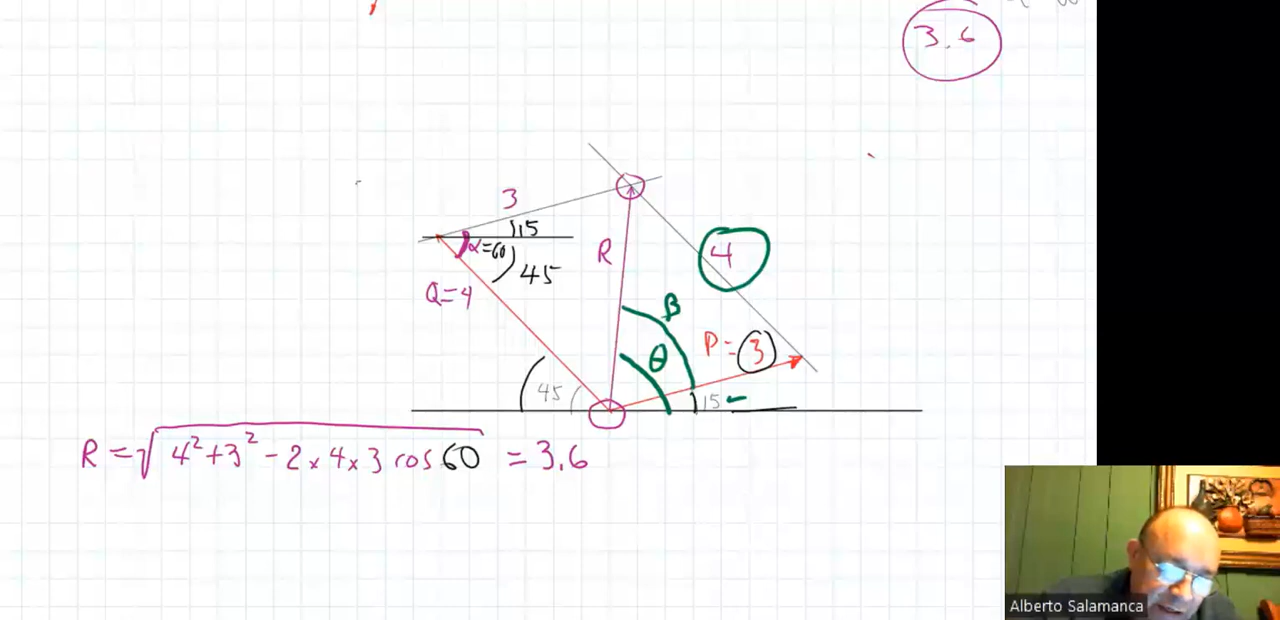 3.6
3
15
α=60
45
R
4
Q=4
β
P=3
θ
45
15
R = √4²+3² - 2 x 4 x 3 cos 60 = 3.6
Alberto Salamanca